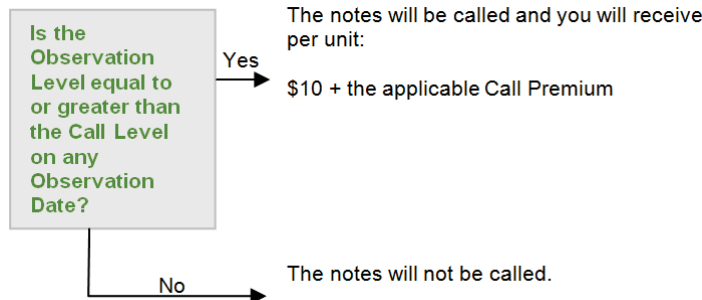 Is the
Observation
Level equal to
or greater than
the Call Level
on any
Observation
Date?
Yes
The notes will be called and you will receive
per unit:
$10 + the applicable Call Premium
No
The notes will not be called.